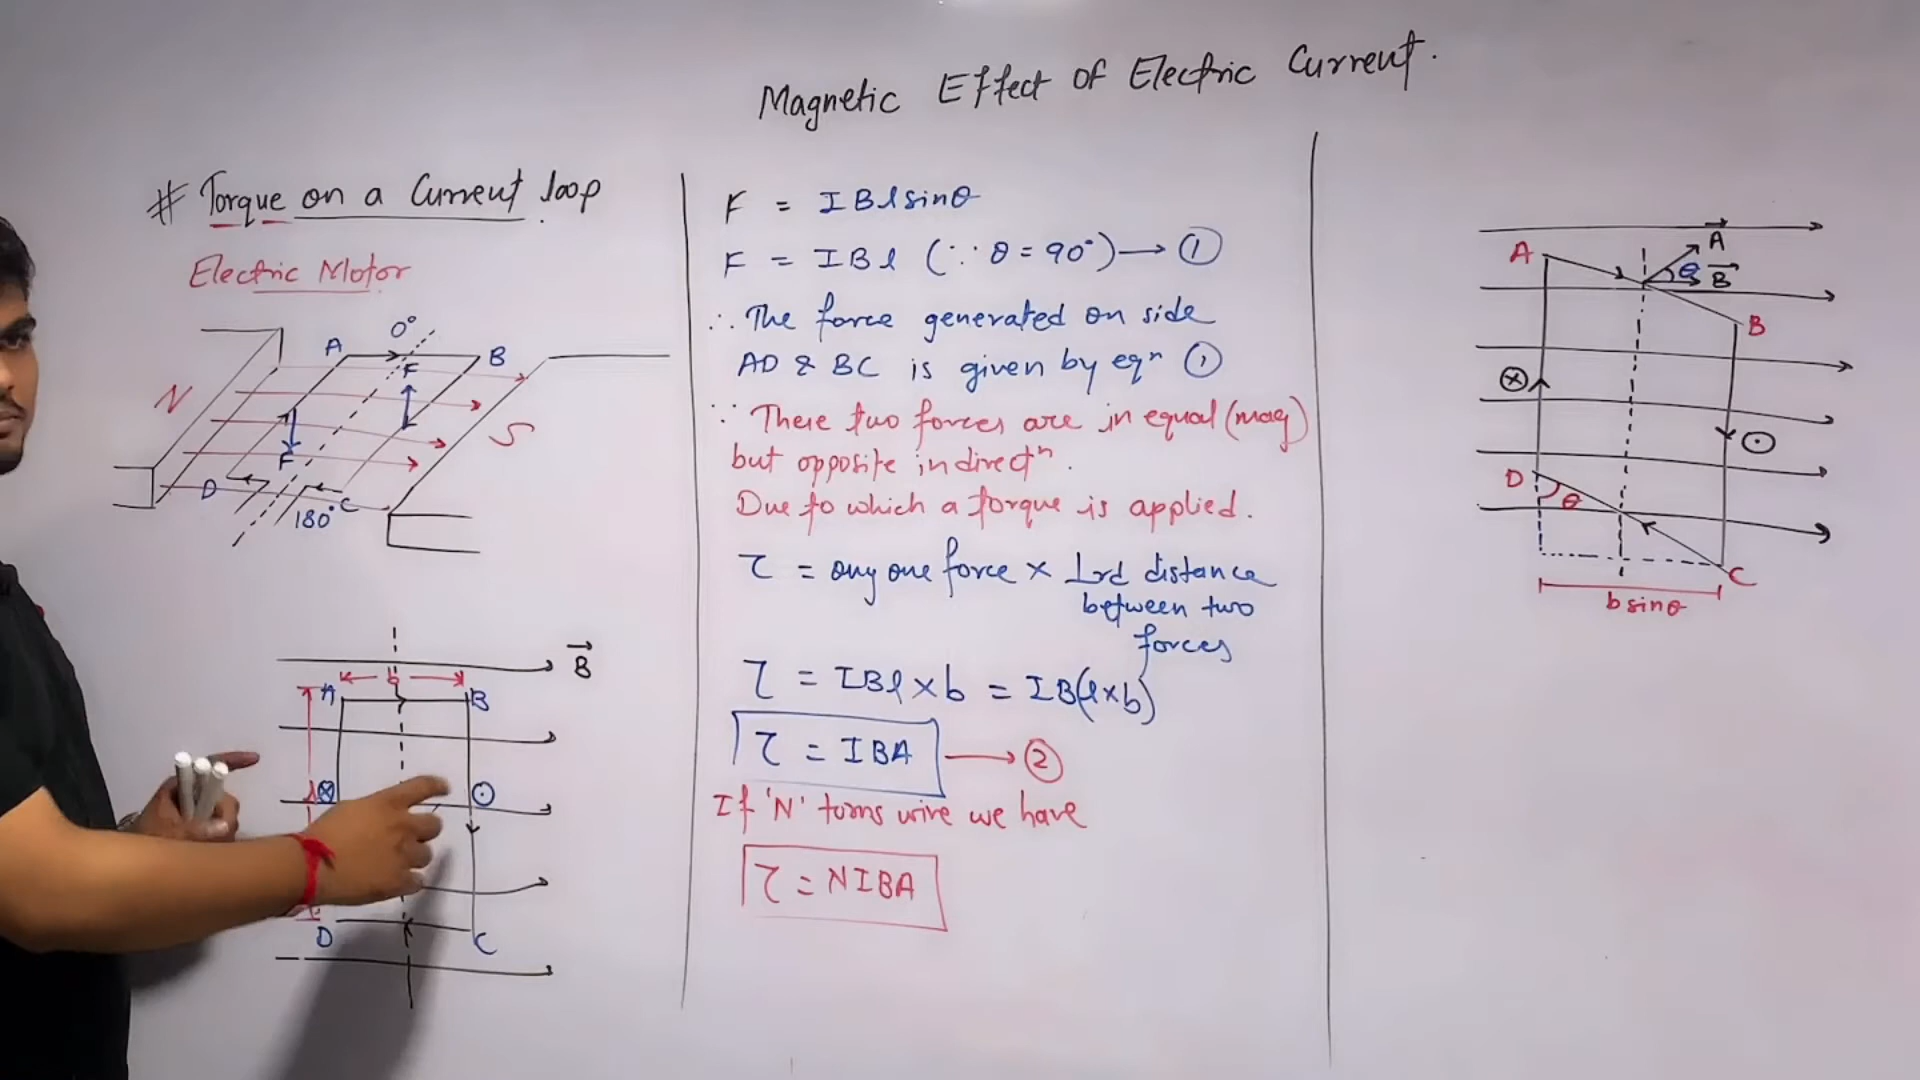 Magnetic Effect of Electric Current.
# Torque on a Current loop
Electric Motor
0°
A
B
F
N
S
F
D
C
180°
B
b
A
B
l
⊗
⊙
D
C
F = IBlsinθ
F = IBl (∵ θ = 90°) → ①
∴ The force generated on side
AD & BC is given by eqⁿ ①
∵ There two forces are in equal (mag)
but opposite in directⁿ.
Due to which a torque is applied.
τ = any one force × ⊥rd distance
between two
forces
τ = IBl×b = IB(l×b)
τ = IBA → ②
If 'N' turns wire we have
τ = NIBA
A
A
θ
B
B
⊗
⊙
D
θ
C
b sinθ